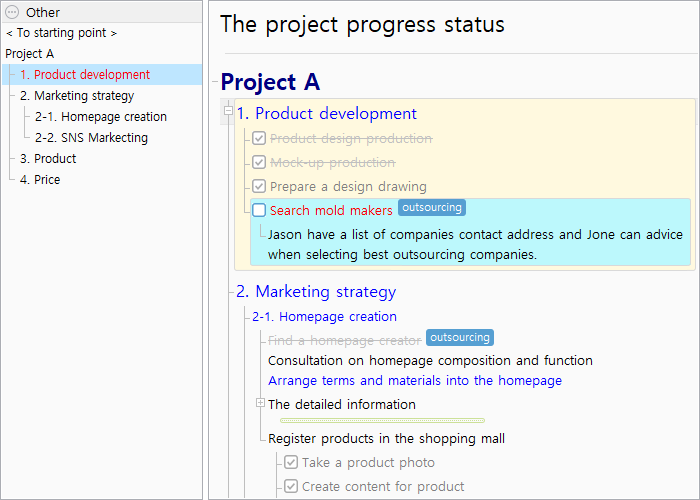 Other
< To starting point >
Project A
1. Product development
2. Marketing strategy
2-1. Homepage creation
2-2. SNS Markecting
3. Product
4. Price
The project progress status
Project A
1. Product development
Product design production
Mock-up production
Prepare a design drawing
Search mold makers outsourcing
Jason have a list of companies contact address and Jone can advice
when selecting best outsourcing companies.
2. Marketing strategy
2-1. Homepage creation
Find a homepage creator outsourcing
Consultation on homepage composition and function
Arrange terms and materials into the homepage
The detailed information
Register products in the shopping mall
Take a product photo
Create content for product